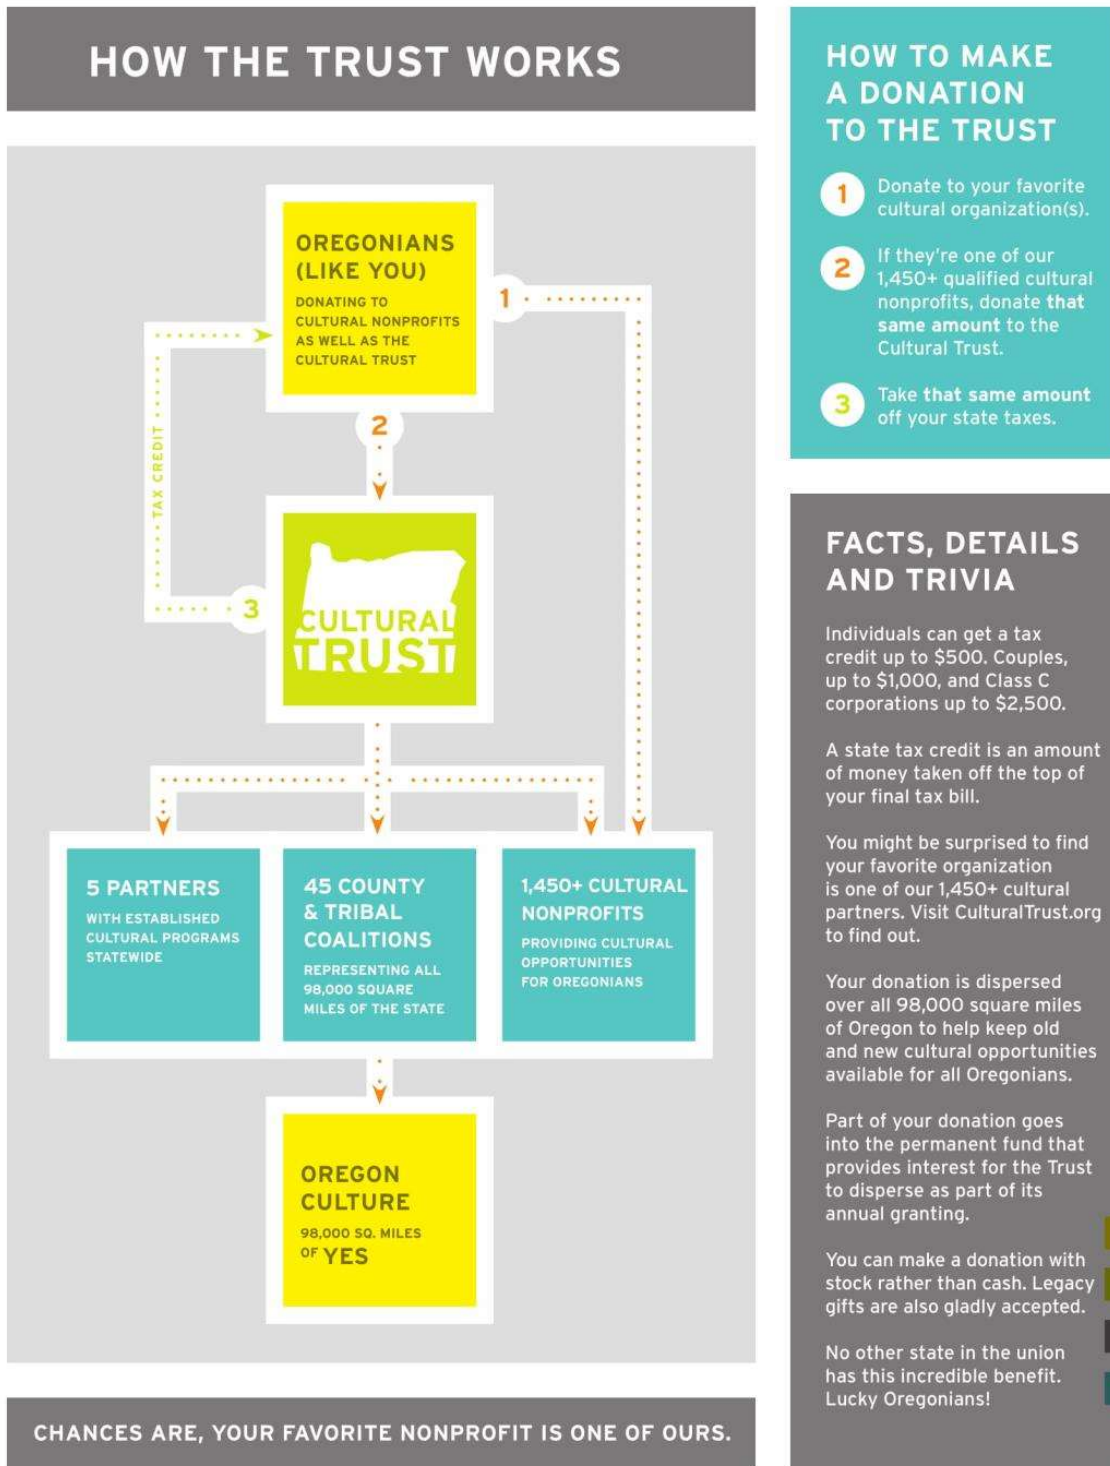 HOW THE TRUST WORKS
OREGONIANS
(LIKE YOU)
DONATING TO
CULTURAL NONPROFITS
AS WELL AS THE
CULTURAL TRUST
1
2
TAX CREDIT
3
CULTURAL
TRUST
5 PARTNERS
WITH ESTABLISHED
CULTURAL PROGRAMS
STATEWIDE
45 COUNTY
& TRIBAL
COALITIONS
REPRESENTING ALL
98,000 SQUARE
MILES OF THE STATE
1,450+ CULTURAL
NONPROFITS
PROVIDING CULTURAL
OPPORTUNITIES
FOR OREGONIANS
OREGON
CULTURE
98,000 SQ. MILES
OF YES
CHANCES ARE, YOUR FAVORITE NONPROFIT IS ONE OF OURS.
HOW TO MAKE
A DONATION
TO THE TRUST
1 Donate to your favorite
cultural organization(s).
2 If they're one of our
1,450+ qualified cultural
nonprofits, donate that
same amount to the
Cultural Trust.
3 Take that same amount
off your state taxes.
FACTS, DETAILS
AND TRIVIA
Individuals can get a tax
credit up to $500. Couples,
up to $1,000, and Class C
corporations up to $2,500.
A state tax credit is an amount
of money taken off the top of
your final tax bill.
You might be surprised to find
your favorite organization
is one of our 1,450+ cultural
partners. Visit CulturalTrust.org
to find out.
Your donation is dispersed
over all 98,000 square miles
of Oregon to help keep old
and new cultural opportunities
available for all Oregonians.
Part of your donation goes
into the permanent fund that
provides interest for the Trust
to disperse as part of its
annual granting.
You can make a donation with
stock rather than cash. Legacy
gifts are also gladly accepted.
No other state in the union
has this incredible benefit.
Lucky Oregonians!